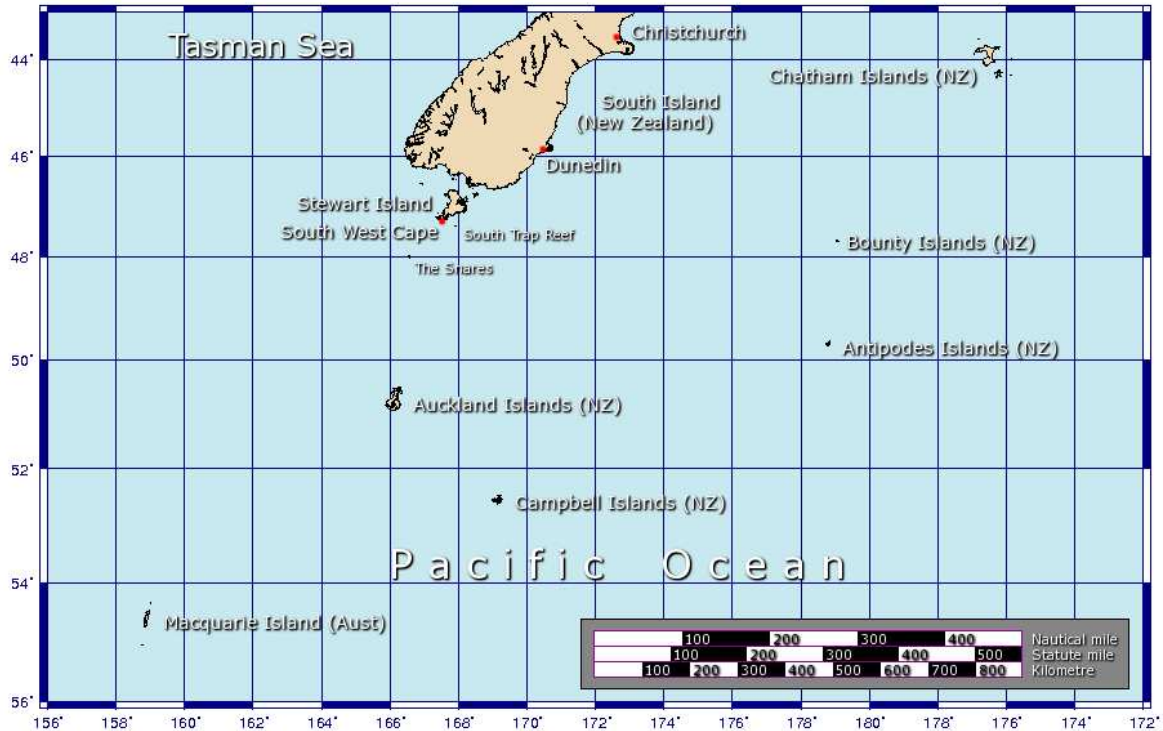 Tasman Sea
Christchurch
44°
Chatham Islands (NZ)
South Island
(New Zealand)
46°
Dunedin
Stewart Island
South West Cape
South Trap Reef
Bounty Islands (NZ)
48°
The Snares
Antipodes Islands (NZ)
50°
Auckland Islands (NZ)
52°
Campbell Islands (NZ)
Pacific Ocean
54°
Macquarie Island (Aust)
100 200 300 400 Nautical mile
100 200 300 400 500 Statute mile
100 200 300 400 500 600 700 800 Kilometre
56°
156° 158° 160° 162° 164° 166° 168° 170° 172° 174° 176° 178° 180° 178° 176° 174° 172°